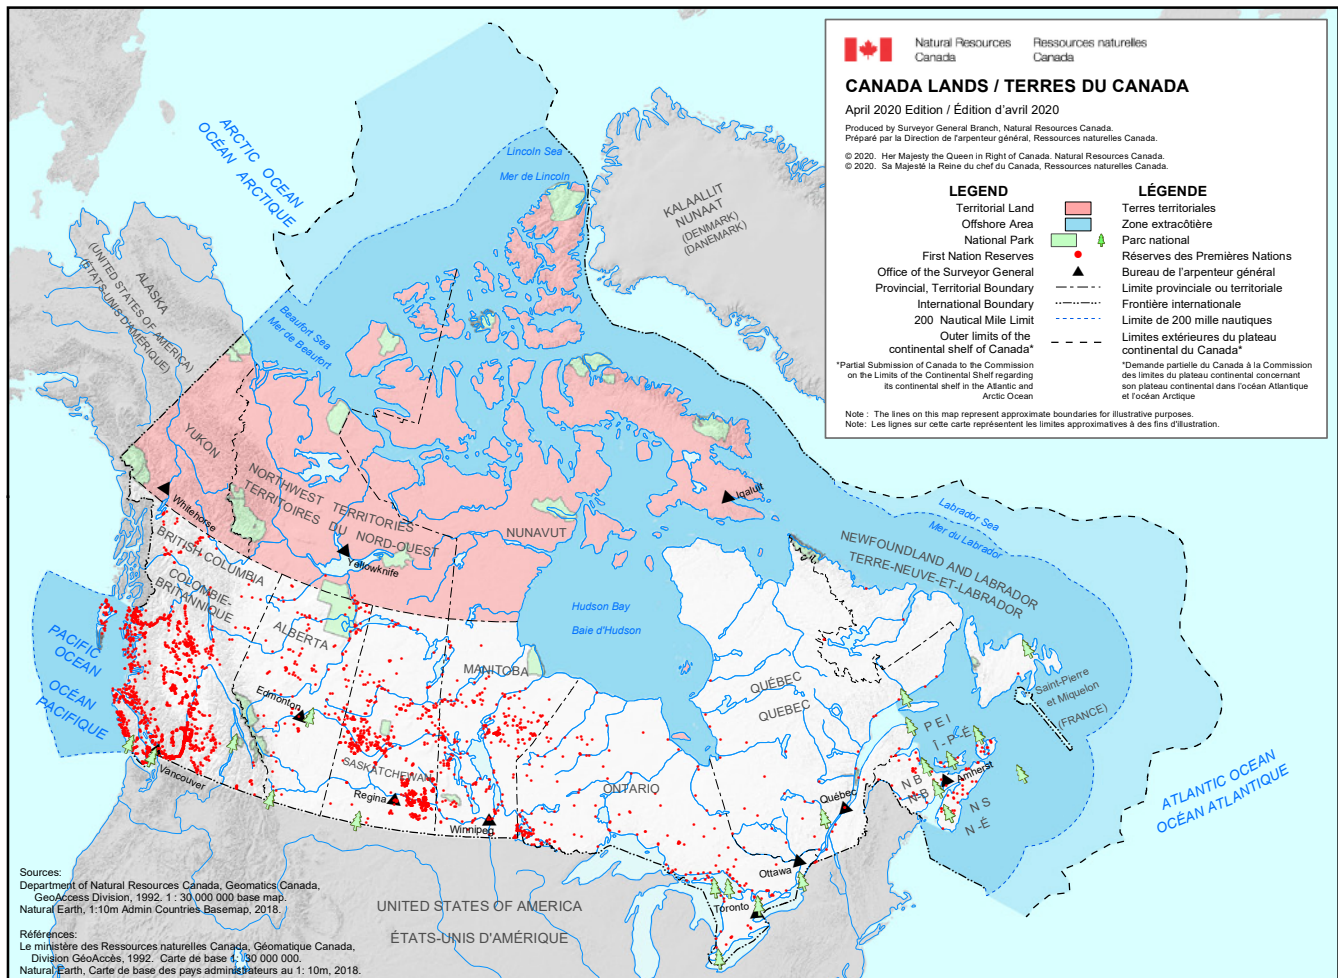 Natural Resources Canada
Ressources naturelles Canada
CANADA LANDS / TERRES DU CANADA
April 2020 Edition / Édition d'avril 2020
Produced by Surveyor General Branch, Natural Resources Canada.
Préparé par la Direction de l'arpenteur général, Ressources naturelles Canada.
© 2020. Her Majesty the Queen in Right of Canada. Natural Resources Canada.
© 2020. Sa Majesté la Reine du chef du Canada, Ressources naturelles Canada.
LEGEND
LÉGENDE
Territorial Land
Terres territoriales
Offshore Area
Zone extracôtière
National Park
Parc national
First Nation Reserves
Réserves des Premières Nations
Office of the Surveyor General
Bureau de l'arpenteur général
Provincial, Territorial Boundary
Limite provinciale ou territoriale
International Boundary
Frontière internationale
200 Nautical Mile Limit
Limite de 200 mille nautiques
Outer limits of the
continental shelf of Canada*
Limites extérieures du plateau
continental du Canada*
*Partial Submission of Canada to the Commission
on the Limits of the Continental Shelf regarding
its continental shelf in the Atlantic and
Arctic Ocean
*Demande partielle du Canada à la Commission
des limites du plateau continental concernant
son plateau continental dans l'océan Atlantique
et l'océan Arctique
Note : The lines on this map represent approximate boundaries for illustrative purposes.
Note: Les lignes sur cette carte représentent les limites approximatives à des fins d'illustration.
ARCTIC OCEAN
OCÉAN ARCTIQUE
Lincoln Sea
Mer de Lincoln
KALAALLIT
NUNAAT
(DENMARK)
(DANEMARK)
ALASKA
(UNITED STATES OF AMERICA)
(ÉTATS-UNIS D'AMÉRIQUE)
Beaufort Sea
Mer de Beaufort
YUKON
NORTHWEST TERRITORIES
TERRITOIRES DU NORD-OUEST
NUNAVUT
Iqaluit
Whitehorse
Yellowknife
Labrador Sea
Mer du Labrador
NEWFOUNDLAND AND LABRADOR
TERRE-NEUVE-ET-LABRADOR
BRITISH COLUMBIA
COLOMBIE-
BRITANNIQUE
ALBERTA
Hudson Bay
Baie d'Hudson
PACIFIC
OCEAN
OCÉAN
PACIFIQUE
MANITOBA
Edmonton
QUÉBEC
QUEBEC
Saint-Pierre
et Miquelon
(FRANCE)
PEI
I-P-É
SASKATCHEWAN
Vancouver
Regina
Winnipeg
ONTARIO
Québec
NB
N-B
Amherst
NS
N-É
ATLANTIC OCEAN
OCÉAN ATLANTIQUE
Ottawa
Toronto
UNITED STATES OF AMERICA
ÉTATS-UNIS D'AMÉRIQUE
Sources:
Department of Natural Resources Canada, Geomatics Canada,
GeoAccess Division, 1992. 1 : 30 000 000 base map.
Natural Earth, 1:10m Admin Countries Basemap, 2018.
Références:
Le ministère des Ressources naturelles Canada, Géomatique Canada,
Division GéoAccès, 1992. Carte de base 1: 30 000 000.
Natural Earth, Carte de base des pays administrateurs au 1: 10m, 2018.